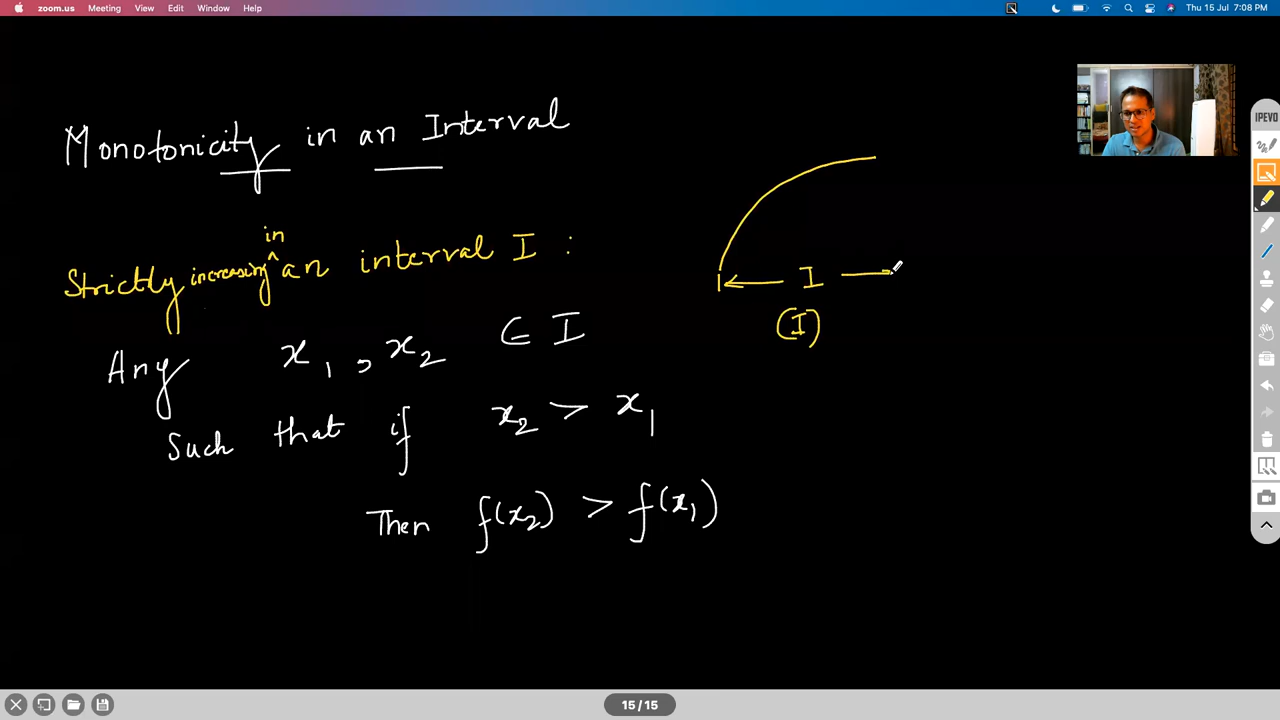 zoom.us Meeting View Edit Window Help Thu 15 Jul 7:08 PM
Monotonicity in an Interval
IPEVO
in
Strictly increasing ^ an interval I :
I
(I)
Any x₁, x₂ ∈ I
Such that if x₂ > x₁
Then f(x₂) > f(x₁)
15/15